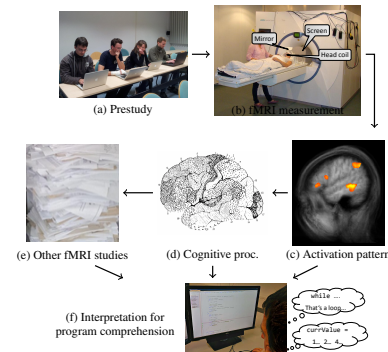 Screen
Mirror
Head coil
(a) Prestudy
(b) fMRI measurement
(e) Other fMRI studies
(d) Cognitive proc.
(c) Activation pattern
(f) Interpretation for
program comprehension
while ...
That's a loop...
currValue =
1... 2... 4...